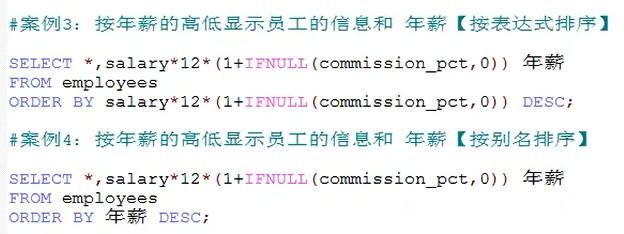 #案例3：按年薪的高低显示员工的信息和 年薪【按表达式排序】
SELECT *,salary*12*(1+IFNULL(commission_pct,0)) 年薪
FROM employees
ORDER BY salary*12*(1+IFNULL(commission_pct,0)) DESC;
#案例4：按年薪的高低显示员工的信息和 年薪【按别名排序】
SELECT *,salary*12*(1+IFNULL(commission_pct,0)) 年薪
FROM employees
ORDER BY 年薪 DESC;